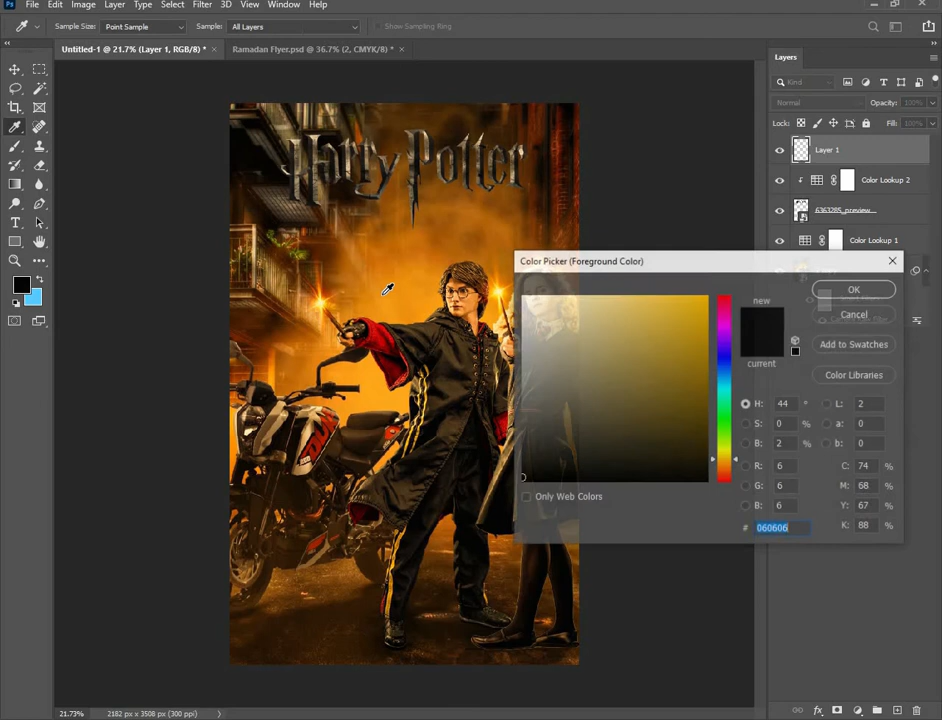 File Edit Image Layer Type Select Filter 3D View Window Help
Sample Size: Point Sample Sample: All Layers Show Sampling Ring
Untitled-1 @ 21.7% (Layer 1, RGB/8) * × Ramadan Flyer.psd @ 36.7% (2, CMYK/8) * ×
Layers
Kind
Normal Opacity: 100%
Lock: Fill: 100%
Layer 1
Color Lookup 2
6363285_preview...
Color Lookup 1
Harry Potter
Color Picker (Foreground Color)
new
OK
Cancel
current
Add to Swatches
Color Libraries
H: 44 ° L: 2
S: 0 % a: 0
B: 2 % b: 0
R: 6 C: 74 %
G: 6 M: 68 %
B: 6 Y: 67 %
# 060606 K: 88 %
Only Web Colors
21.73% 2182 px x 3508 px (300 ppi)